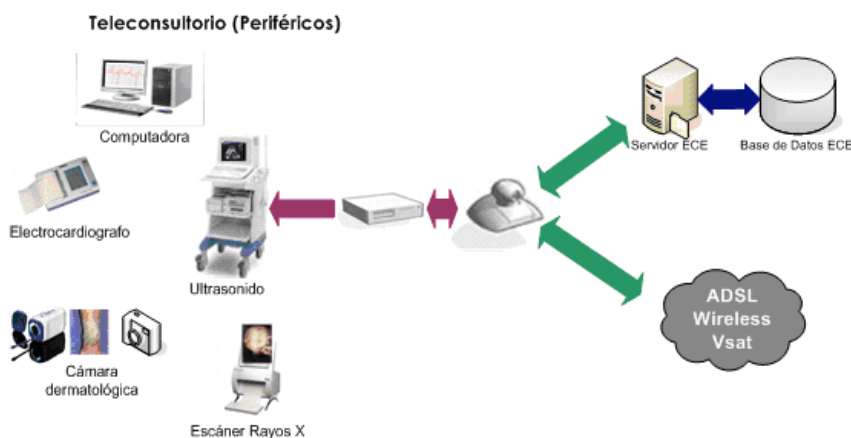 Teleconsultorio (Periféricos)
Computadora
Servidor ECE
Base de Datos ECE
Electrocardiografo
Ultrasonido
ADSL
Wireless
Vsat
Cámara
dermatológica
Escáner Rayos X